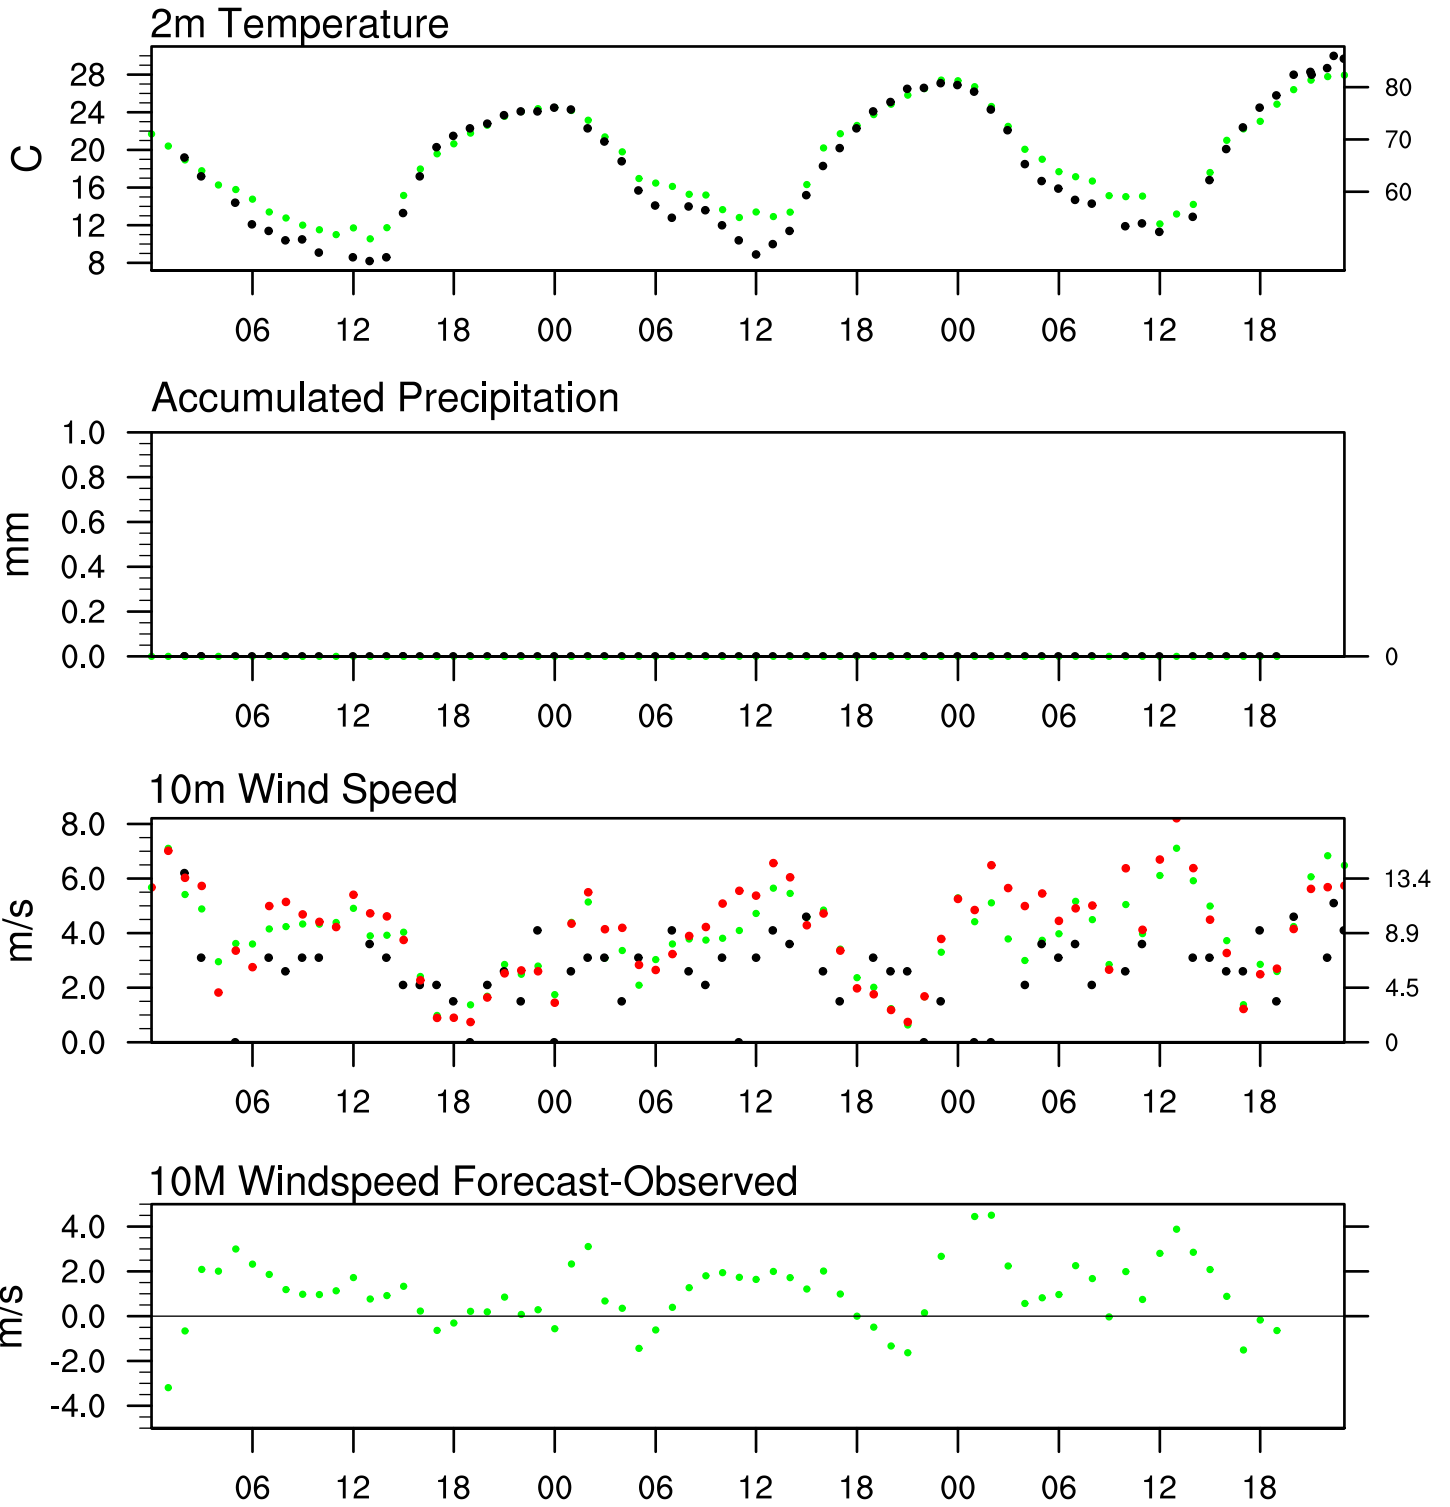 2m Temperature
28
24
20
16
12
8
C
80
70
60
06 12 18 00 06 12 18 00 06 12 18
Accumulated Precipitation
1.0
0.8
0.6
0.4
0.2
0.0
mm
0
06 12 18 00 06 12 18 00 06 12 18
10m Wind Speed
8.0
6.0
4.0
2.0
0.0
m/s
13.4
8.9
4.5
0
06 12 18 00 06 12 18 00 06 12 18
10M Windspeed Forecast-Observed
4.0
2.0
0.0
-2.0
-4.0
m/s
06 12 18 00 06 12 18 00 06 12 18